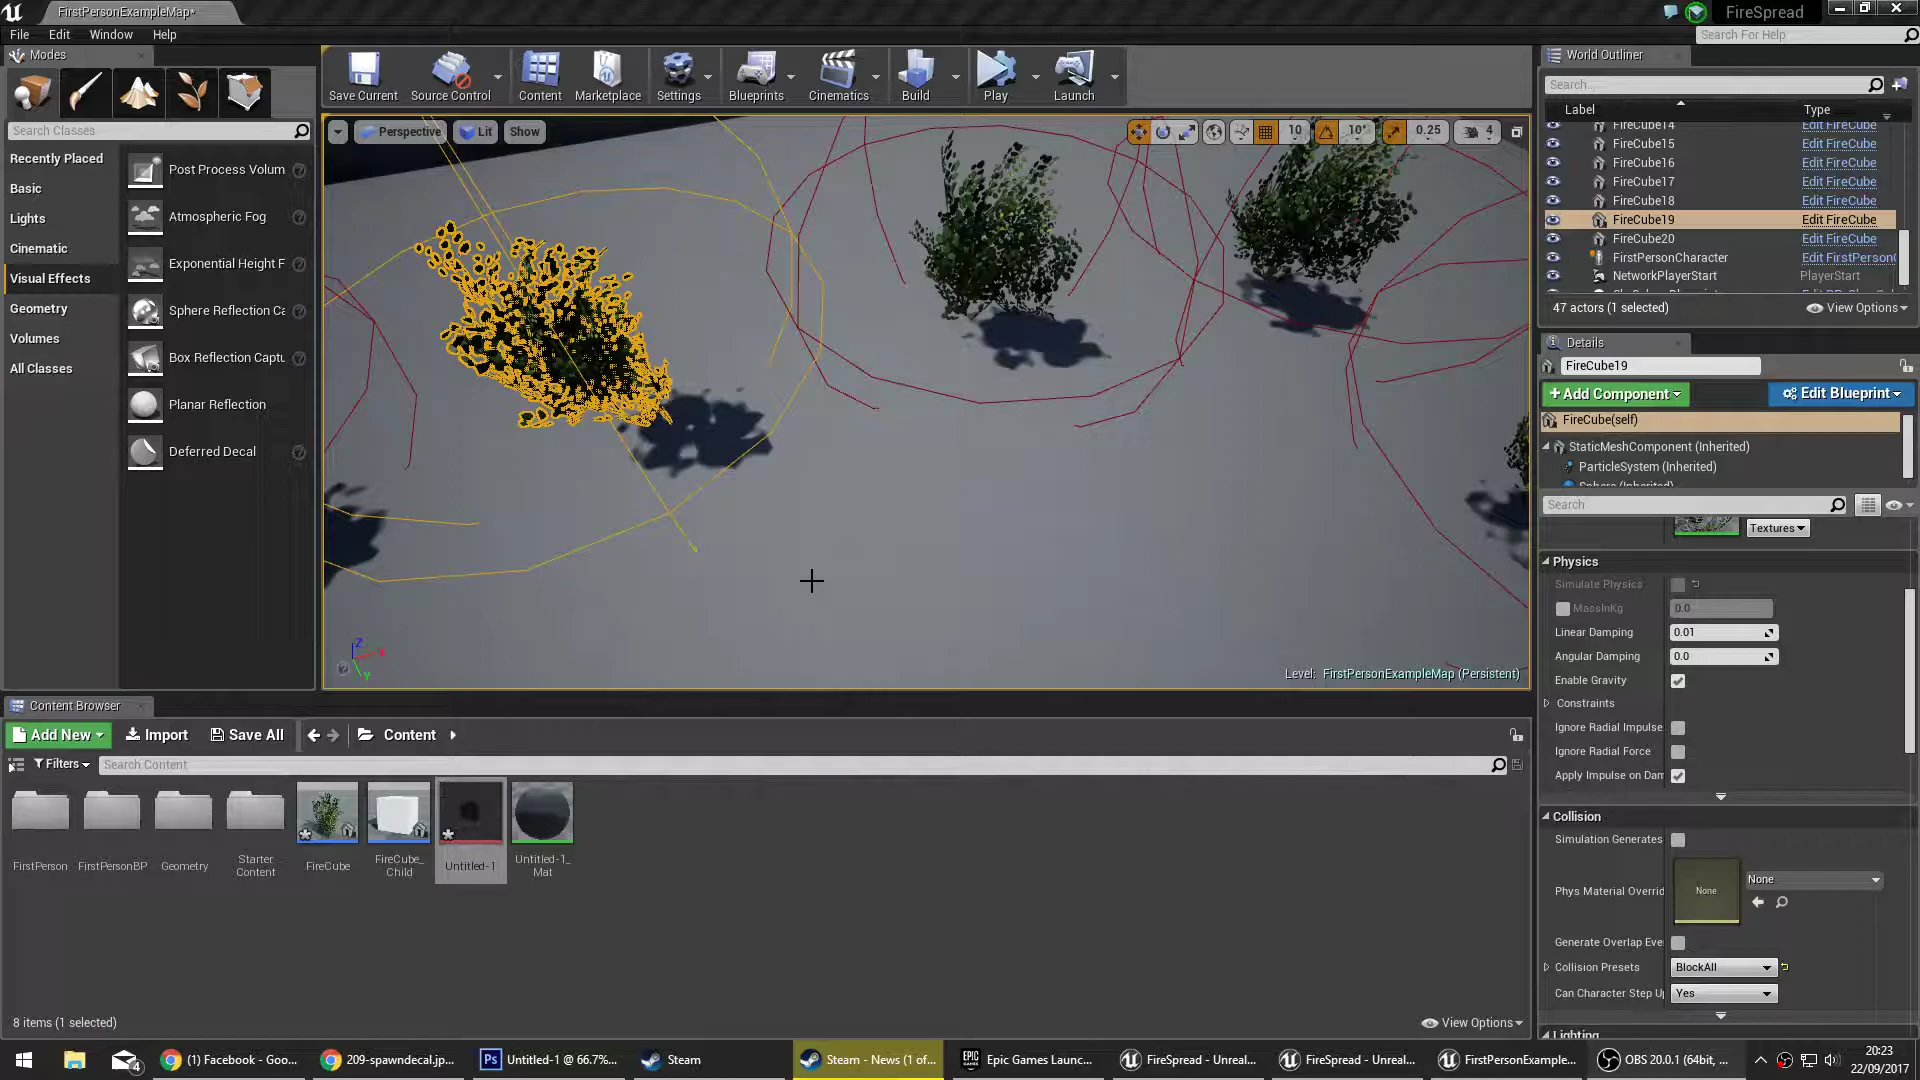 FirstPersonExampleMap*
FireSpread
File Edit Window Help
Search For Help
Modes
Search Classes
Recently Placed
Basic
Lights
Cinematic
Visual Effects
Geometry
Volumes
All Classes
Post Process Volum
Atmospheric Fog
Exponential Height F
Sphere Reflection Ca
Box Reflection Captu
Planar Reflection
Deferred Decal
Save Current
Source Control
Content
Marketplace
Settings
Blueprints
Cinematics
Build
Play
Launch
Perspective
Lit
Show
10
10°
0.25
4
Level: FirstPersonExampleMap (Persistent)
World Outliner
Search...
Label Type
FireCube14 Edit FireCube
FireCube15 Edit FireCube
FireCube16 Edit FireCube
FireCube17 Edit FireCube
FireCube18 Edit FireCube
FireCube19 Edit FireCube
FireCube20 Edit FireCube
FirstPersonCharacter Edit FirstPerson
NetworkPlayerStart PlayerStart
47 actors (1 selected)
View Options
Details
FireCube19
+Add Component
Edit Blueprint
FireCube(self)
StaticMeshComponent (Inherited)
ParticleSystem (Inherited)
Sphere (Inherited)
Search
Textures
Physics
Simulate Physics
MassInKg 0.0
Linear Damping 0.01
Angular Damping 0.0
Enable Gravity
Constraints
Ignore Radial Impulse
Ignore Radial Force
Apply Impulse on Dam
Collision
Simulation Generates
Phys Material Overrid
None
None
Generate Overlap Eve
Collision Presets BlockAll
Can Character Step U Yes
Lighting
Content Browser
Add New
Import
Save All
Content
Filters
Search Content
FirstPerson
FirstPersonBP
Geometry
Starter
Content
FireCube
FireCube_
Child
Untitled-1
Untitled-1_
Mat
8 items (1 selected)
View Options
4
(1) Facebook - Goo...
209-spawndecal.jp...
Ps
Untitled-1 @ 66.7%...
Steam
Steam - News (1 of...
EPIC
Epic Games Launc...
FireSpread - Unreal...
FireSpread - Unreal...
FirstPersonExample...
OBS 20.0.1 (64bit, ...
20:23
22/09/2017